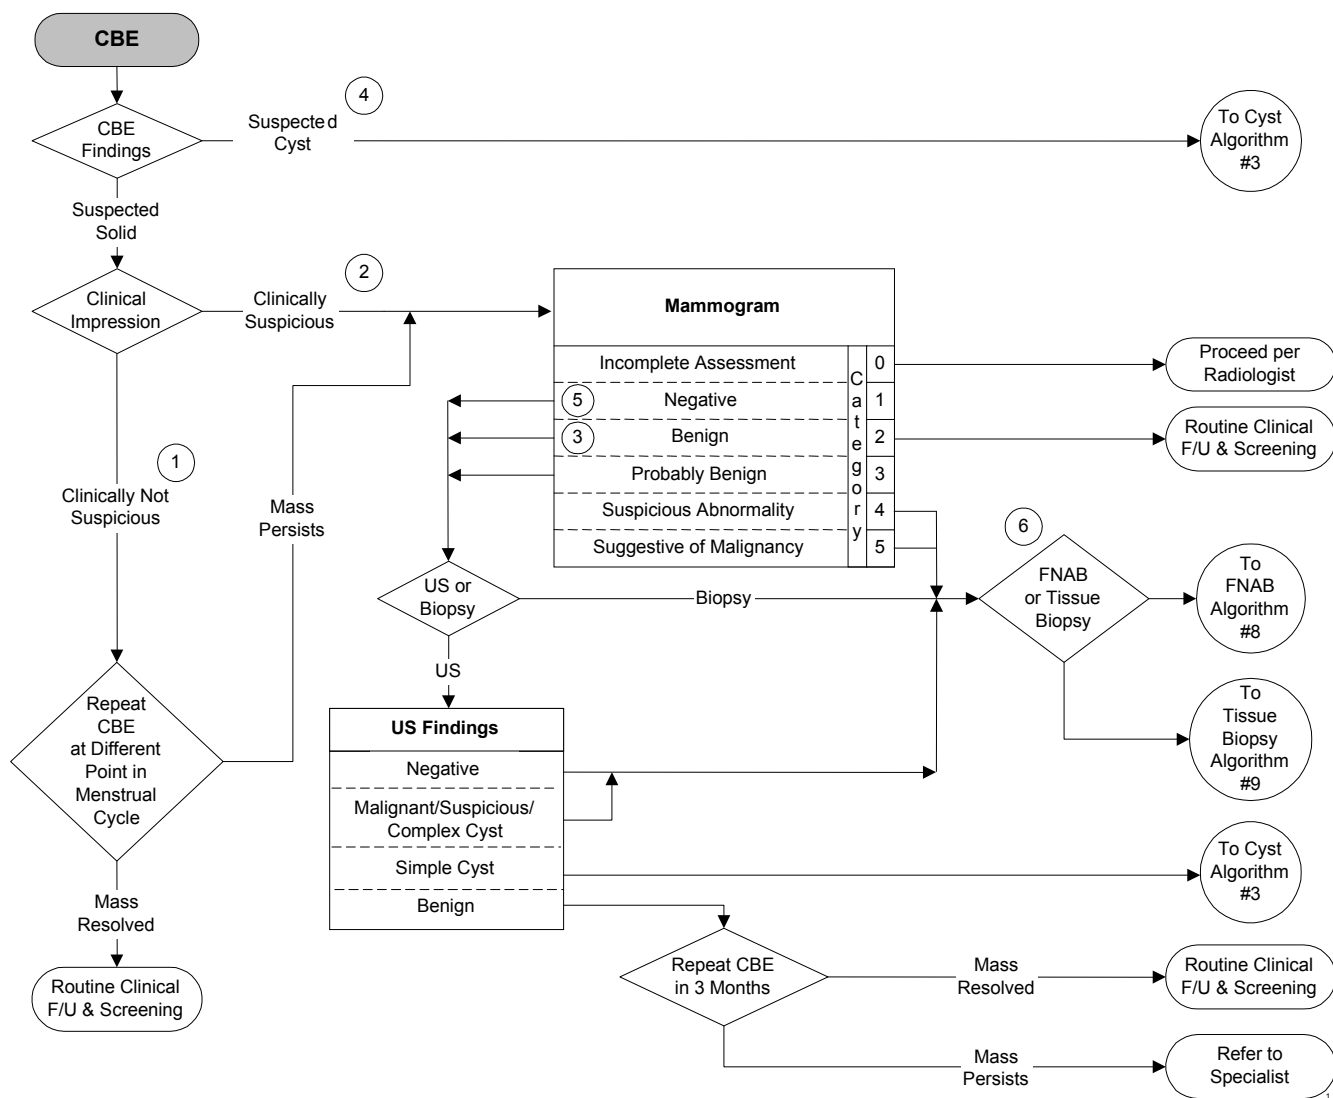 CBE
4
CBE
Findings
Suspected
Cyst
To Cyst
Algorithm
#3
Suspected
Solid
2
Clinical
Impression
Clinically
Suspicious
Mammogram
Incomplete Assessment
0
Negative
1
Benign
2
Probably Benign
3
Suspicious Abnormality
4
Suggestive of Malignancy
5
Category
5
3
Proceed per
Radiologist
Routine Clinical
F/U & Screening
1
Clinically Not
Suspicious
Mass
Persists
6
US or
Biopsy
Biopsy
FNAB
or Tissue
Biopsy
To
FNAB
Algorithm
#8
US
To
Tissue
Biopsy
Algorithm
#9
Repeat
CBE
at Different
Point in
Menstrual
Cycle
US Findings
Negative
Malignant/Suspicious/
Complex Cyst
Simple Cyst
Benign
To Cyst
Algorithm
#3
Mass
Resolved
Routine Clinical
F/U & Screening
Repeat CBE
in 3 Months
Mass
Resolved
Routine Clinical
F/U & Screening
Mass
Persists
Refer to
Specialist
1